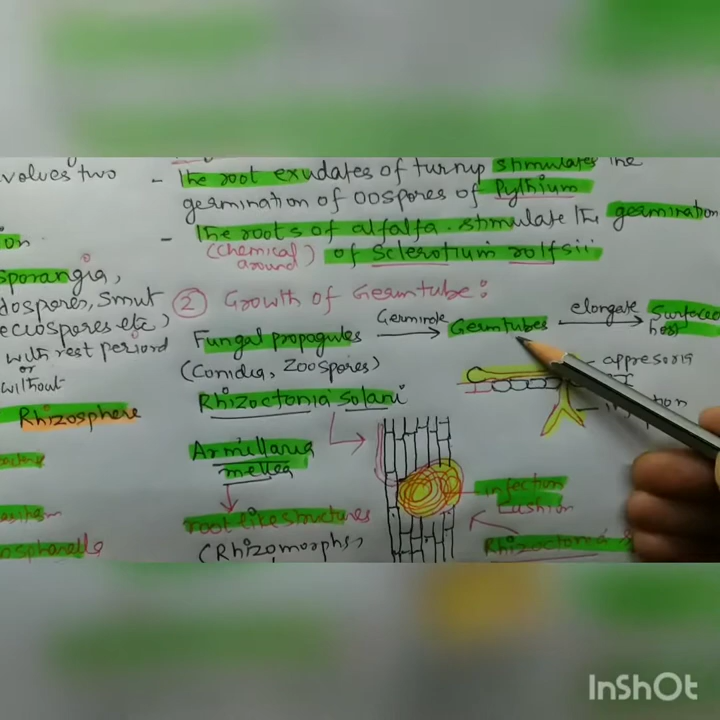 volves two
on
sporangia,
dospores, smut
eciospores etc)
with rest period
or
without
Rhizosphere
- The root exudates of turnip stimulates the
germination of oospores of Pythium
- The roots of alfalfa. stimulate the germination
(chemical around) of Sclerotium rolfsii
② Growth of Germtube:
Fungal propagules Germinate Germtubes elongate Surface
(Conidia, Zoospores) host
appresoria
Rhizoctonia solani
Armillaria
mellea
infection
cushion
root like structures
(Rhizomorphs,
Rhizoctonia
InShOt